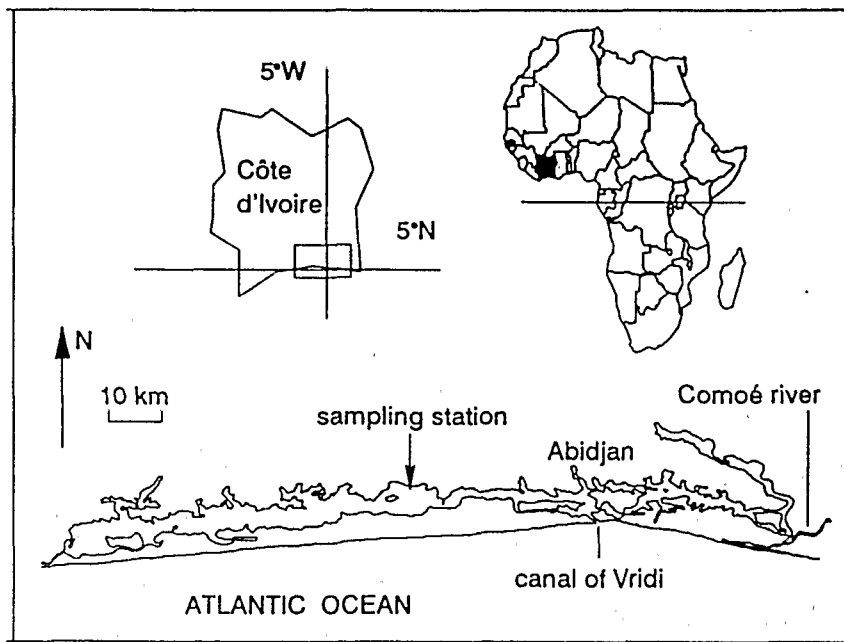 5°W
Côte
d'Ivoire
5°N
N
10 km
sampling station
Abidjan
Comoé river
canal of Vridi
ATLANTIC OCEAN